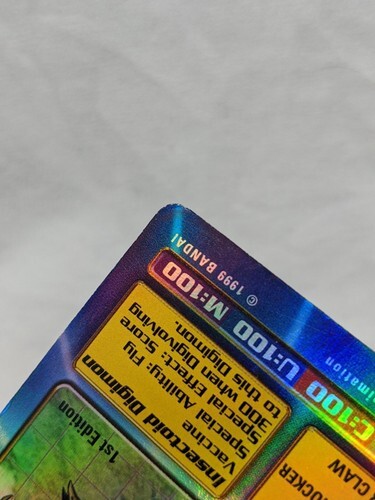 1st Edition
Insectoid Digimon
Vaccine
Special Ability: Fly
Special Effect: Score
300 when Digivolving
to this Digimon.
CLAW
C:100 U:100 M:100
© 1999 BANDAI